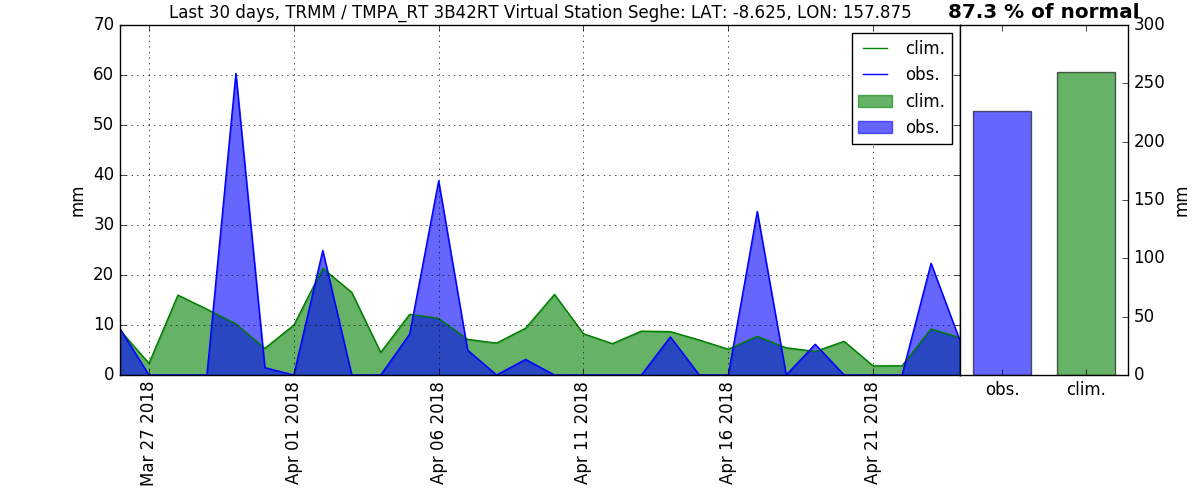 Last 30 days, TRMM / TMPA_RT 3B42RT Virtual Station Seghe: LAT: -8.625, LON: 157.875
87.3 % of normal
70
60
50
40
30
20
10
0
mm
clim.
obs.
clim.
obs.
Mar 27 2018
Apr 01 2018
Apr 06 2018
Apr 11 2018
Apr 16 2018
Apr 21 2018
300
250
200
150
100
50
0
mm
obs.
clim.